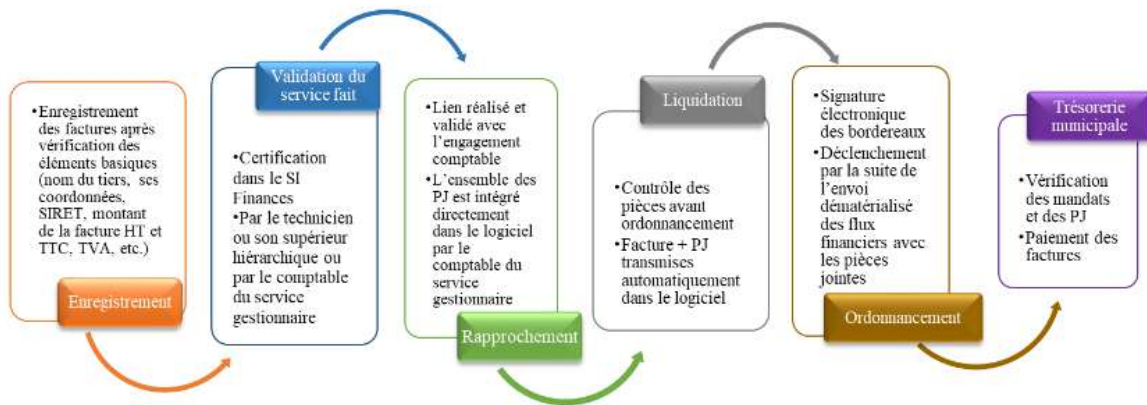 •Enregistrement
des factures après
vérification des
éléments basiques
(nom du tiers, ses
coordonnées,
SIRET, montant
de la facture HT et
TTC, TVA, etc.)
Enregistrement
Validation du
service fait
•Certification
dans le SI
Finances
•Par le technicien
ou son supérieur
hiérarchique ou
par le comptable
du service
gestionnaire
•Lien réalisé et
validé avec
l'engagement
comptable
•L'ensemble des
PJ est intégré
directement
dans le logiciel
par le
comptable du
service
gestionnaire
Rapprochement
Liquidation
•Contrôle des
pièces avant
ordonnancement
•Facture + PJ
transmises
automatiquement
dans le logiciel
•Signature
électronique
des bordereaux
•Déclenchement
par la suite de
l'envoi
dématérialisé
des flux
financiers avec
les pièces
jointes
Ordonnancement
Trésorerie
municipale
•Vérification
des mandats
et des PJ
•Paiement des
factures